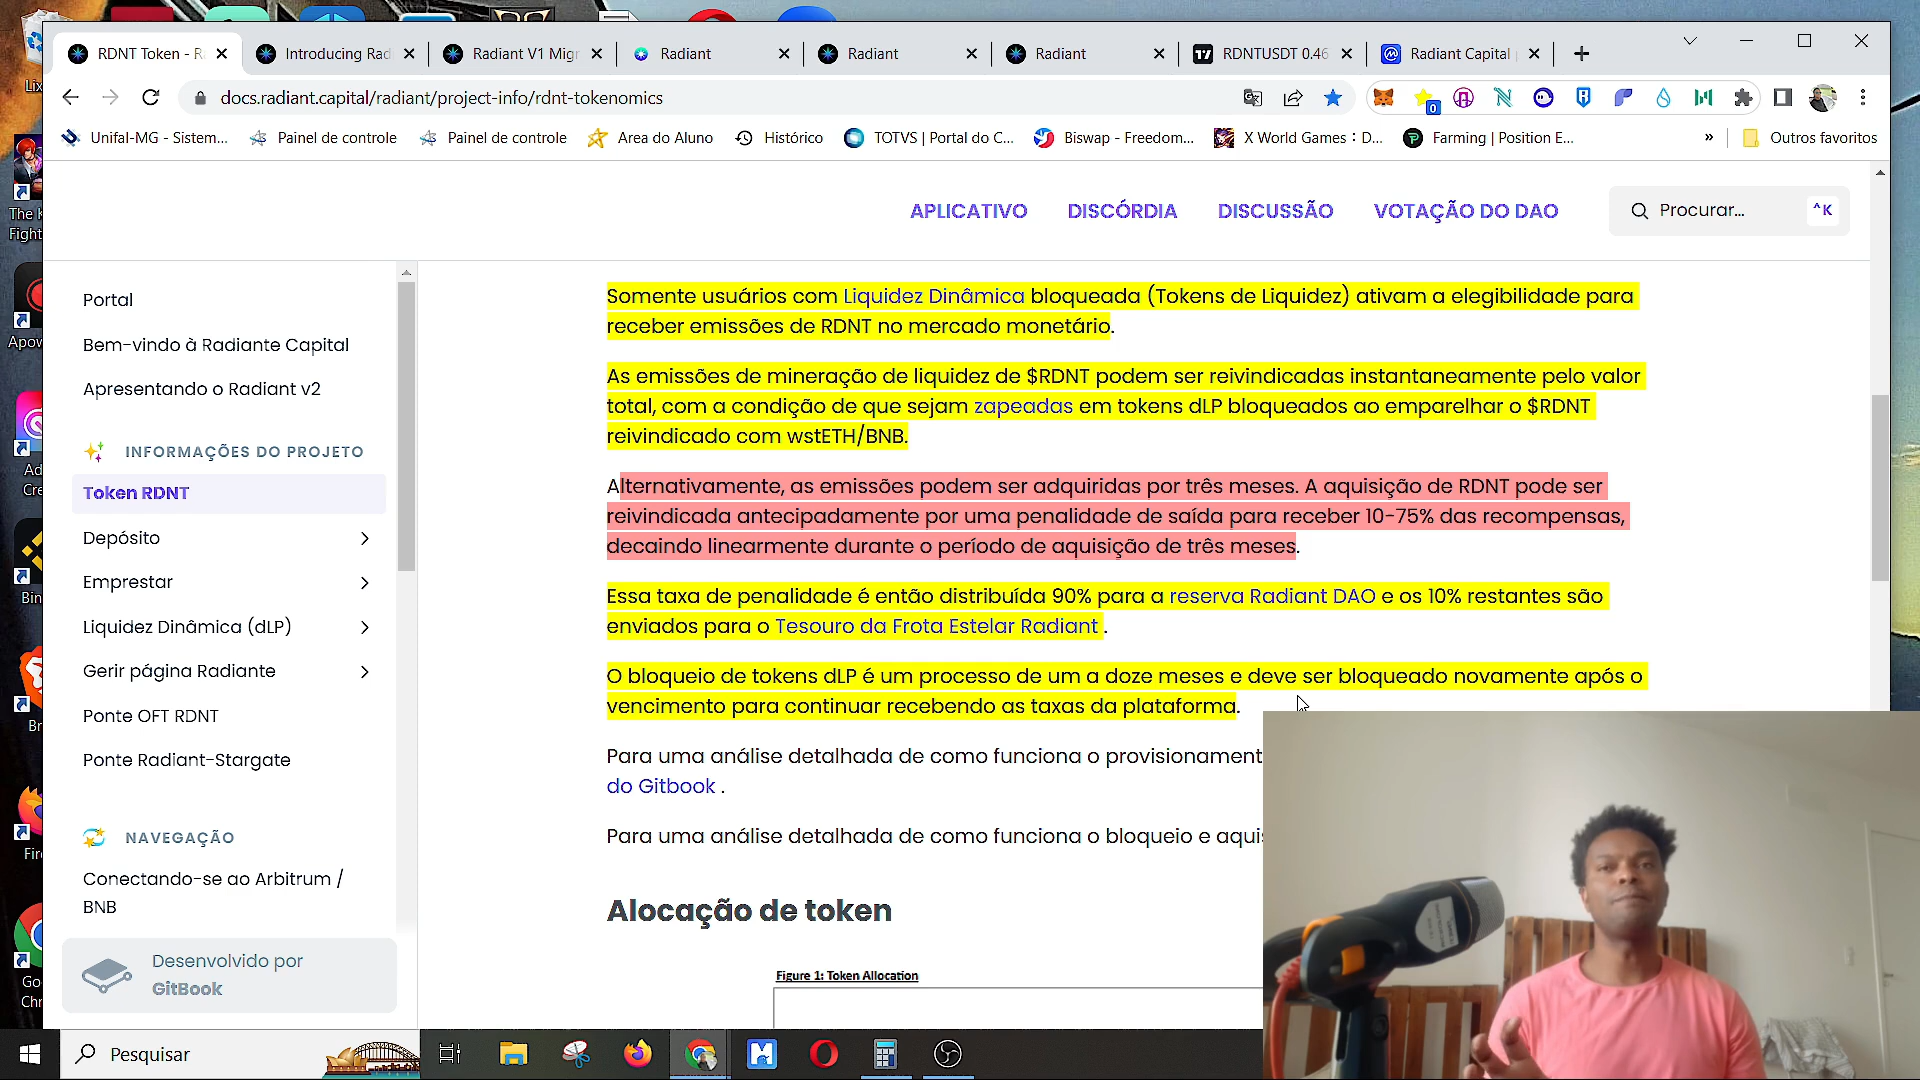 RDNT Token - R
Introducing Rad
Radiant V1 Migr
Radiant
Radiant
Radiant
RDNTUSDT 0.46
Radiant Capital
docs.radiant.capital/radiant/project-info/rdnt-tokenomics
0
Unifal-MG - Sistem...
Painel de controle
Painel de controle
Area do Aluno
Histórico
TOTVS | Portal do C...
Biswap - Freedom...
X World Games : D...
Farming | Position E...
»
Outros favoritos
APLICATIVO
DISCÓRDIA
DISCUSSÃO
VOTAÇÃO DO DAO
Procurar...
^K
Portal
Bem-vindo à Radiante Capital
Apresentando o Radiant v2
INFORMAÇÕES DO PROJETO
Token RDNT
Depósito
Emprestar
Liquidez Dinâmica (dLP)
Gerir página Radiante
Ponte OFT RDNT
Ponte Radiant-Stargate
NAVEGAÇÃO
Conectando-se ao Arbitrum /
BNB
Desenvolvido por
GitBook
Somente usuários com Liquidez Dinâmica bloqueada (Tokens de Liquidez) ativam a elegibilidade para
receber emissões de RDNT no mercado monetário.
As emissões de mineração de liquidez de $RDNT podem ser reivindicadas instantaneamente pelo valor
total, com a condição de que sejam zapeadas em tokens dLP bloqueados ao emparelhar o $RDNT
reivindicado com wstETH/BNB.
Alternativamente, as emissões podem ser adquiridas por três meses. A aquisição de RDNT pode ser
reivindicada antecipadamente por uma penalidade de saída para receber 10-75% das recompensas,
decaindo linearmente durante o período de aquisição de três meses.
Essa taxa de penalidade é então distribuída 90% para a reserva Radiant DAO e os 10% restantes são
enviados para o Tesouro da Frota Estelar Radiant .
O bloqueio de tokens dLP é um processo de um a doze meses e deve ser bloqueado novamente após o
vencimento para continuar recebendo as taxas da plataforma.
Para uma análise detalhada de como funciona o provisionament
do Gitbook .
Para uma análise detalhada de como funciona o bloqueio e aqui
Alocação de token
Figure 1: Token Allocation
Lix
The K
Fight
Apow
Ad
Cre
Bin
Br
Fire
Go
Chr
Pesquisar